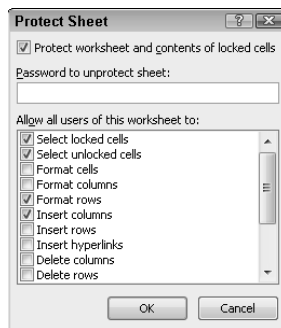 Protect Sheet
Protect worksheet and contents of locked cells
Password to unprotect sheet:
Allow all users of this worksheet to:
Select locked cells
Select unlocked cells
Format cells
Format columns
Format rows
Insert columns
Insert rows
Insert hyperlinks
Delete columns
Delete rows
OK Cancel